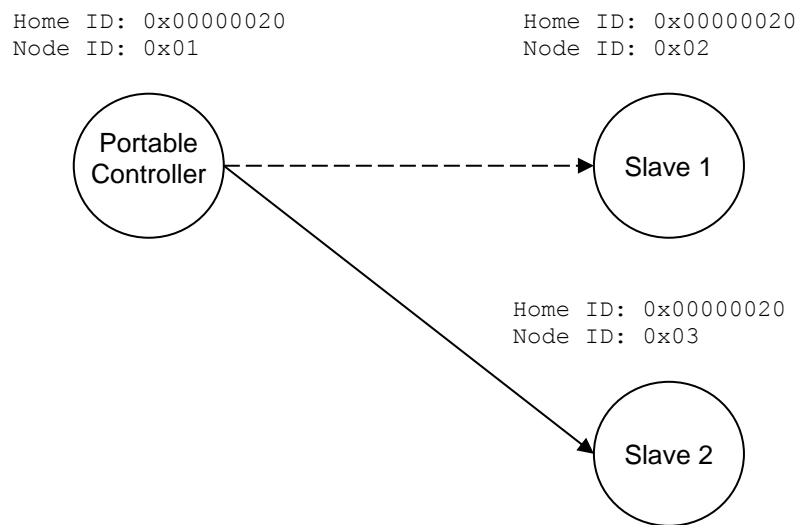 Home ID: 0x00000020
Node ID: 0x01
Home ID: 0x00000020
Node ID: 0x02
Portable
Controller
Slave 1
Home ID: 0x00000020
Node ID: 0x03
Slave 2